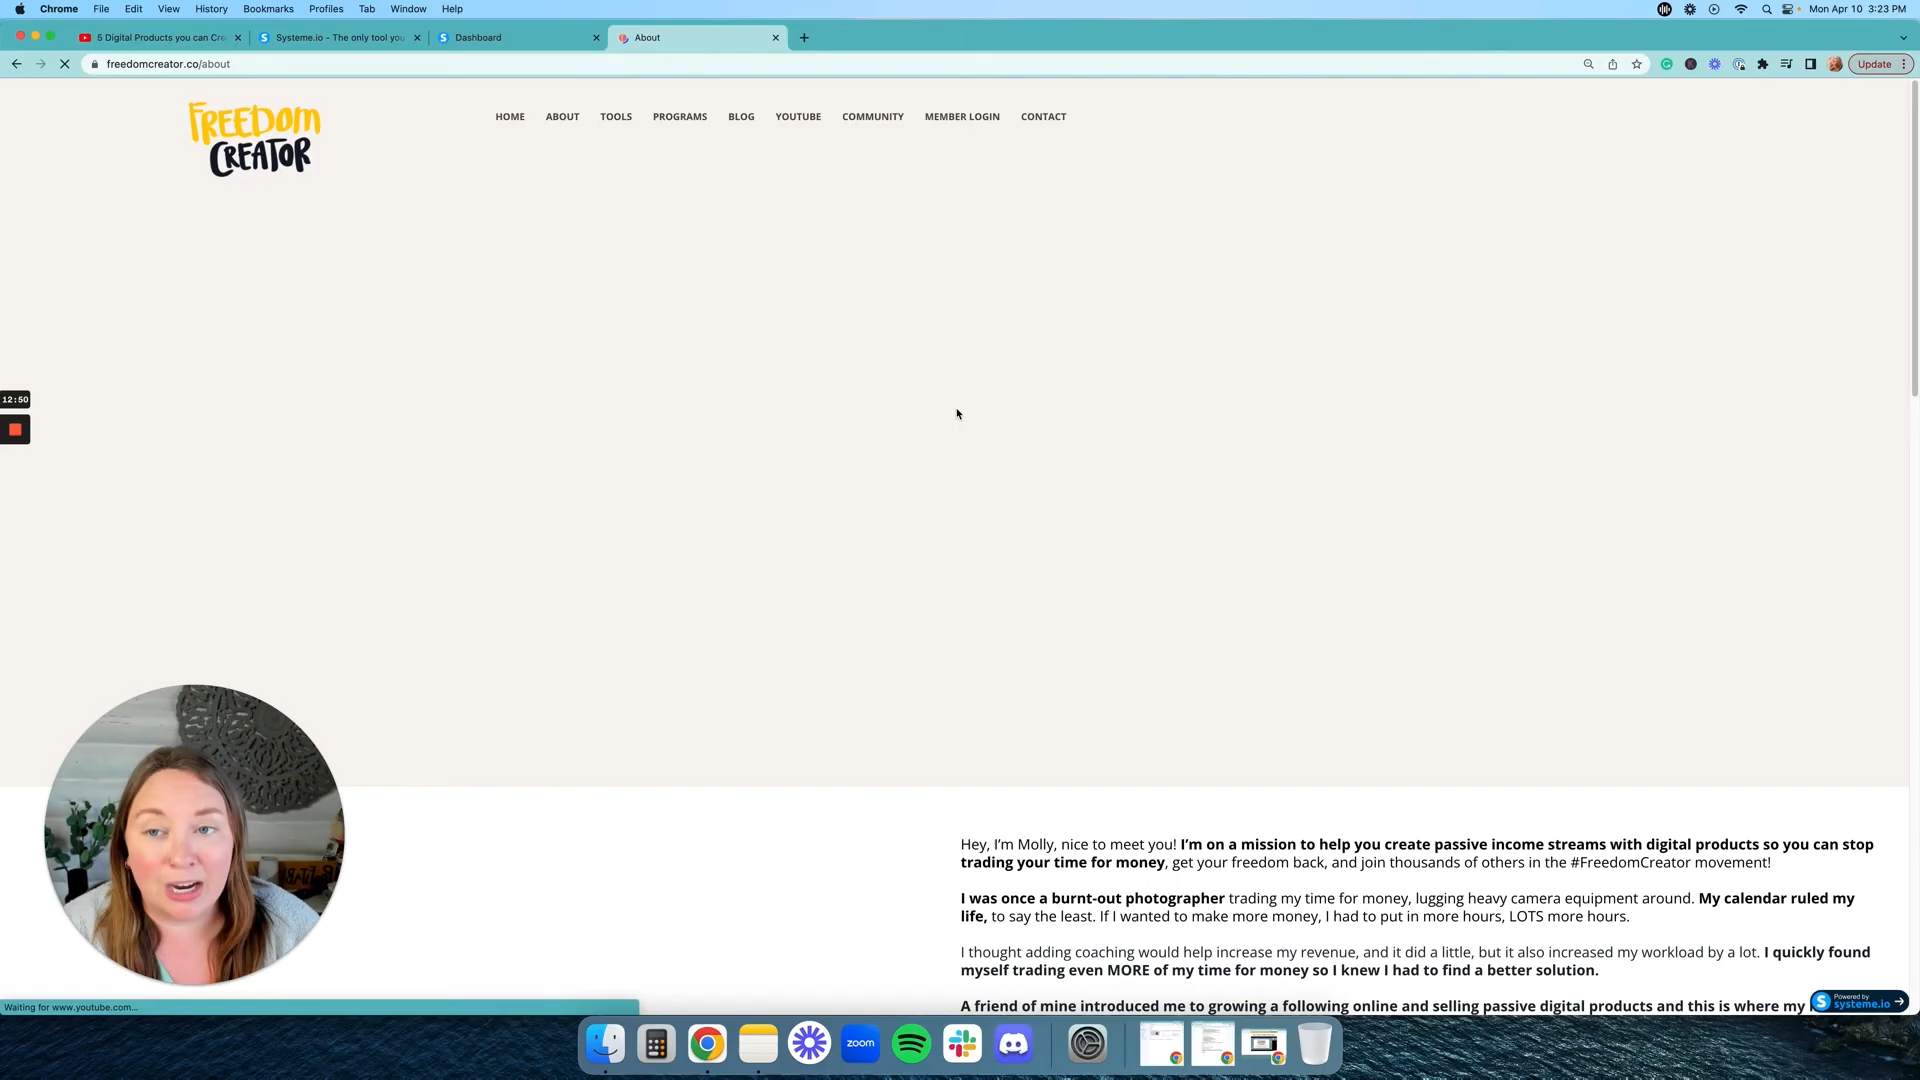 Chrome File Edit View History Bookmarks Profiles Tab Window Help
Mon Apr 10 3:23 PM
5 Digital Products you can Cre
Systeme.io - The only tool you
Dashboard
About
freedomcreator.co/about
Update
FREEDOM
CREATOR
HOME ABOUT TOOLS PROGRAMS BLOG YOUTUBE COMMUNITY MEMBER LOGIN CONTACT
12:50
Hey, I'm Molly, nice to meet you! I'm on a mission to help you create passive income streams with digital products so you can stop
trading your time for money, get your freedom back, and join thousands of others in the #FreedomCreator movement!
I was once a burnt-out photographer trading my time for money, lugging heavy camera equipment around. My calendar ruled my
life, to say the least. If I wanted to make more money, I had to put in more hours, LOTS more hours.
I thought adding coaching would help increase my revenue, and it did a little, but it also increased my workload by a lot. I quickly found
myself trading even MORE of my time for money so I knew I had to find a better solution.
A friend of mine introduced me to growing a following online and selling passive digital products and this is where my
Powered by
systeme.io
Waiting for www.youtube.com...
zoom